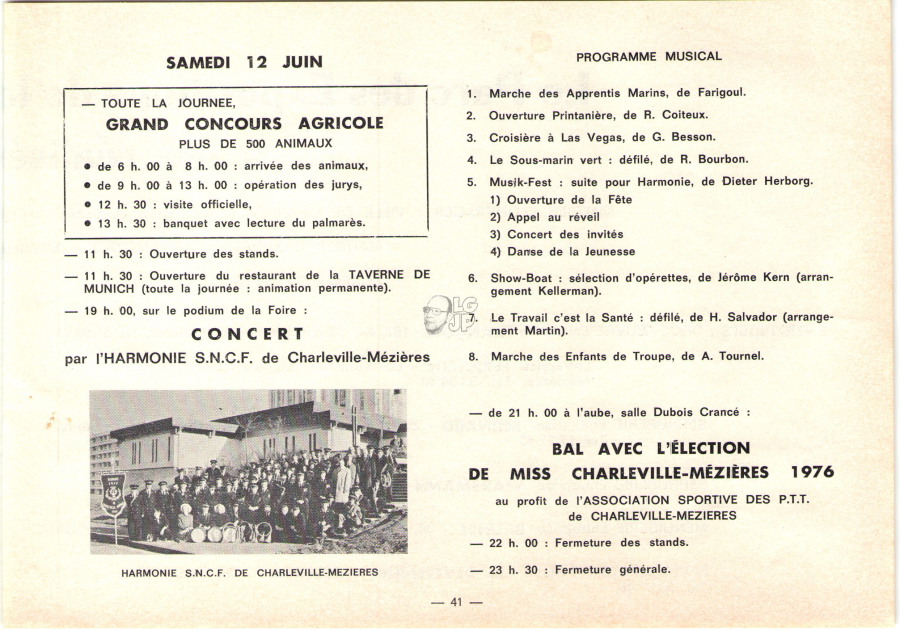 SAMEDI 12 JUIN
— TOUTE LA JOURNEE,
GRAND CONCOURS AGRICOLE
PLUS DE 500 ANIMAUX
● de 6 h. 00 à 8 h. 00 : arrivée des animaux,
● de 9 h. 00 à 13 h. 00 : opération des jurys,
● 12 h. 30 : visite officielle,
● 13 h. 30 : banquet avec lecture du palmarès.
— 11 h. 30 : Ouverture des stands.
— 11 h. 30 : Ouverture du restaurant de la TAVERNE DE
MUNICH (toute la journée : animation permanente).
— 19 h. 00, sur le podium de la Foire :
CONCERT
par l'HARMONIE S.N.C.F. de Charleville-Mézières
HARMONIE S.N.C.F. DE CHARLEVILLE-MEZIERES
PROGRAMME MUSICAL
1. Marche des Apprentis Marins, de Farigoul.
2. Ouverture Printanière, de R. Coiteux.
3. Croisière à Las Vegas, de G. Besson.
4. Le Sous-marin vert : défilé, de R. Bourbon.
5. Musik-Fest : suite pour Harmonie, de Dieter Herborg.
1) Ouverture de la Fête
2) Appel au réveil
3) Concert des invités
4) Danse de la Jeunesse
6. Show-Boat : sélection d'opérettes, de Jérôme Kern (arran-
gement Kellerman).
7. Le Travail c'est la Santé : défilé, de H. Salvador (arrange-
ment Martin).
8. Marche des Enfants de Troupe, de A. Tournel.
— de 21 h. 00 à l'aube, salle Dubois Crancé :
BAL AVEC L'ÉLECTION
DE MISS CHARLEVILLE-MÉZIÈRES 1976
au profit de l'ASSOCIATION SPORTIVE DES P.T.T.
de CHARLEVILLE-MEZIERES
— 22 h. 00 : Fermeture des stands.
— 23 h. 30 : Fermeture générale.
— 41 —
LG
JP